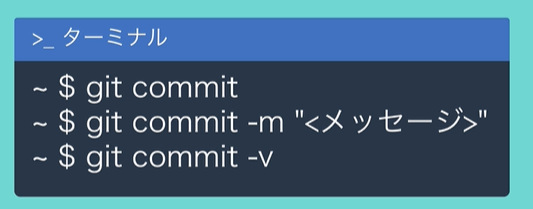 >_ ターミナル
~ $ git commit
~ $ git commit -m "<メッセージ>"
~ $ git commit -v